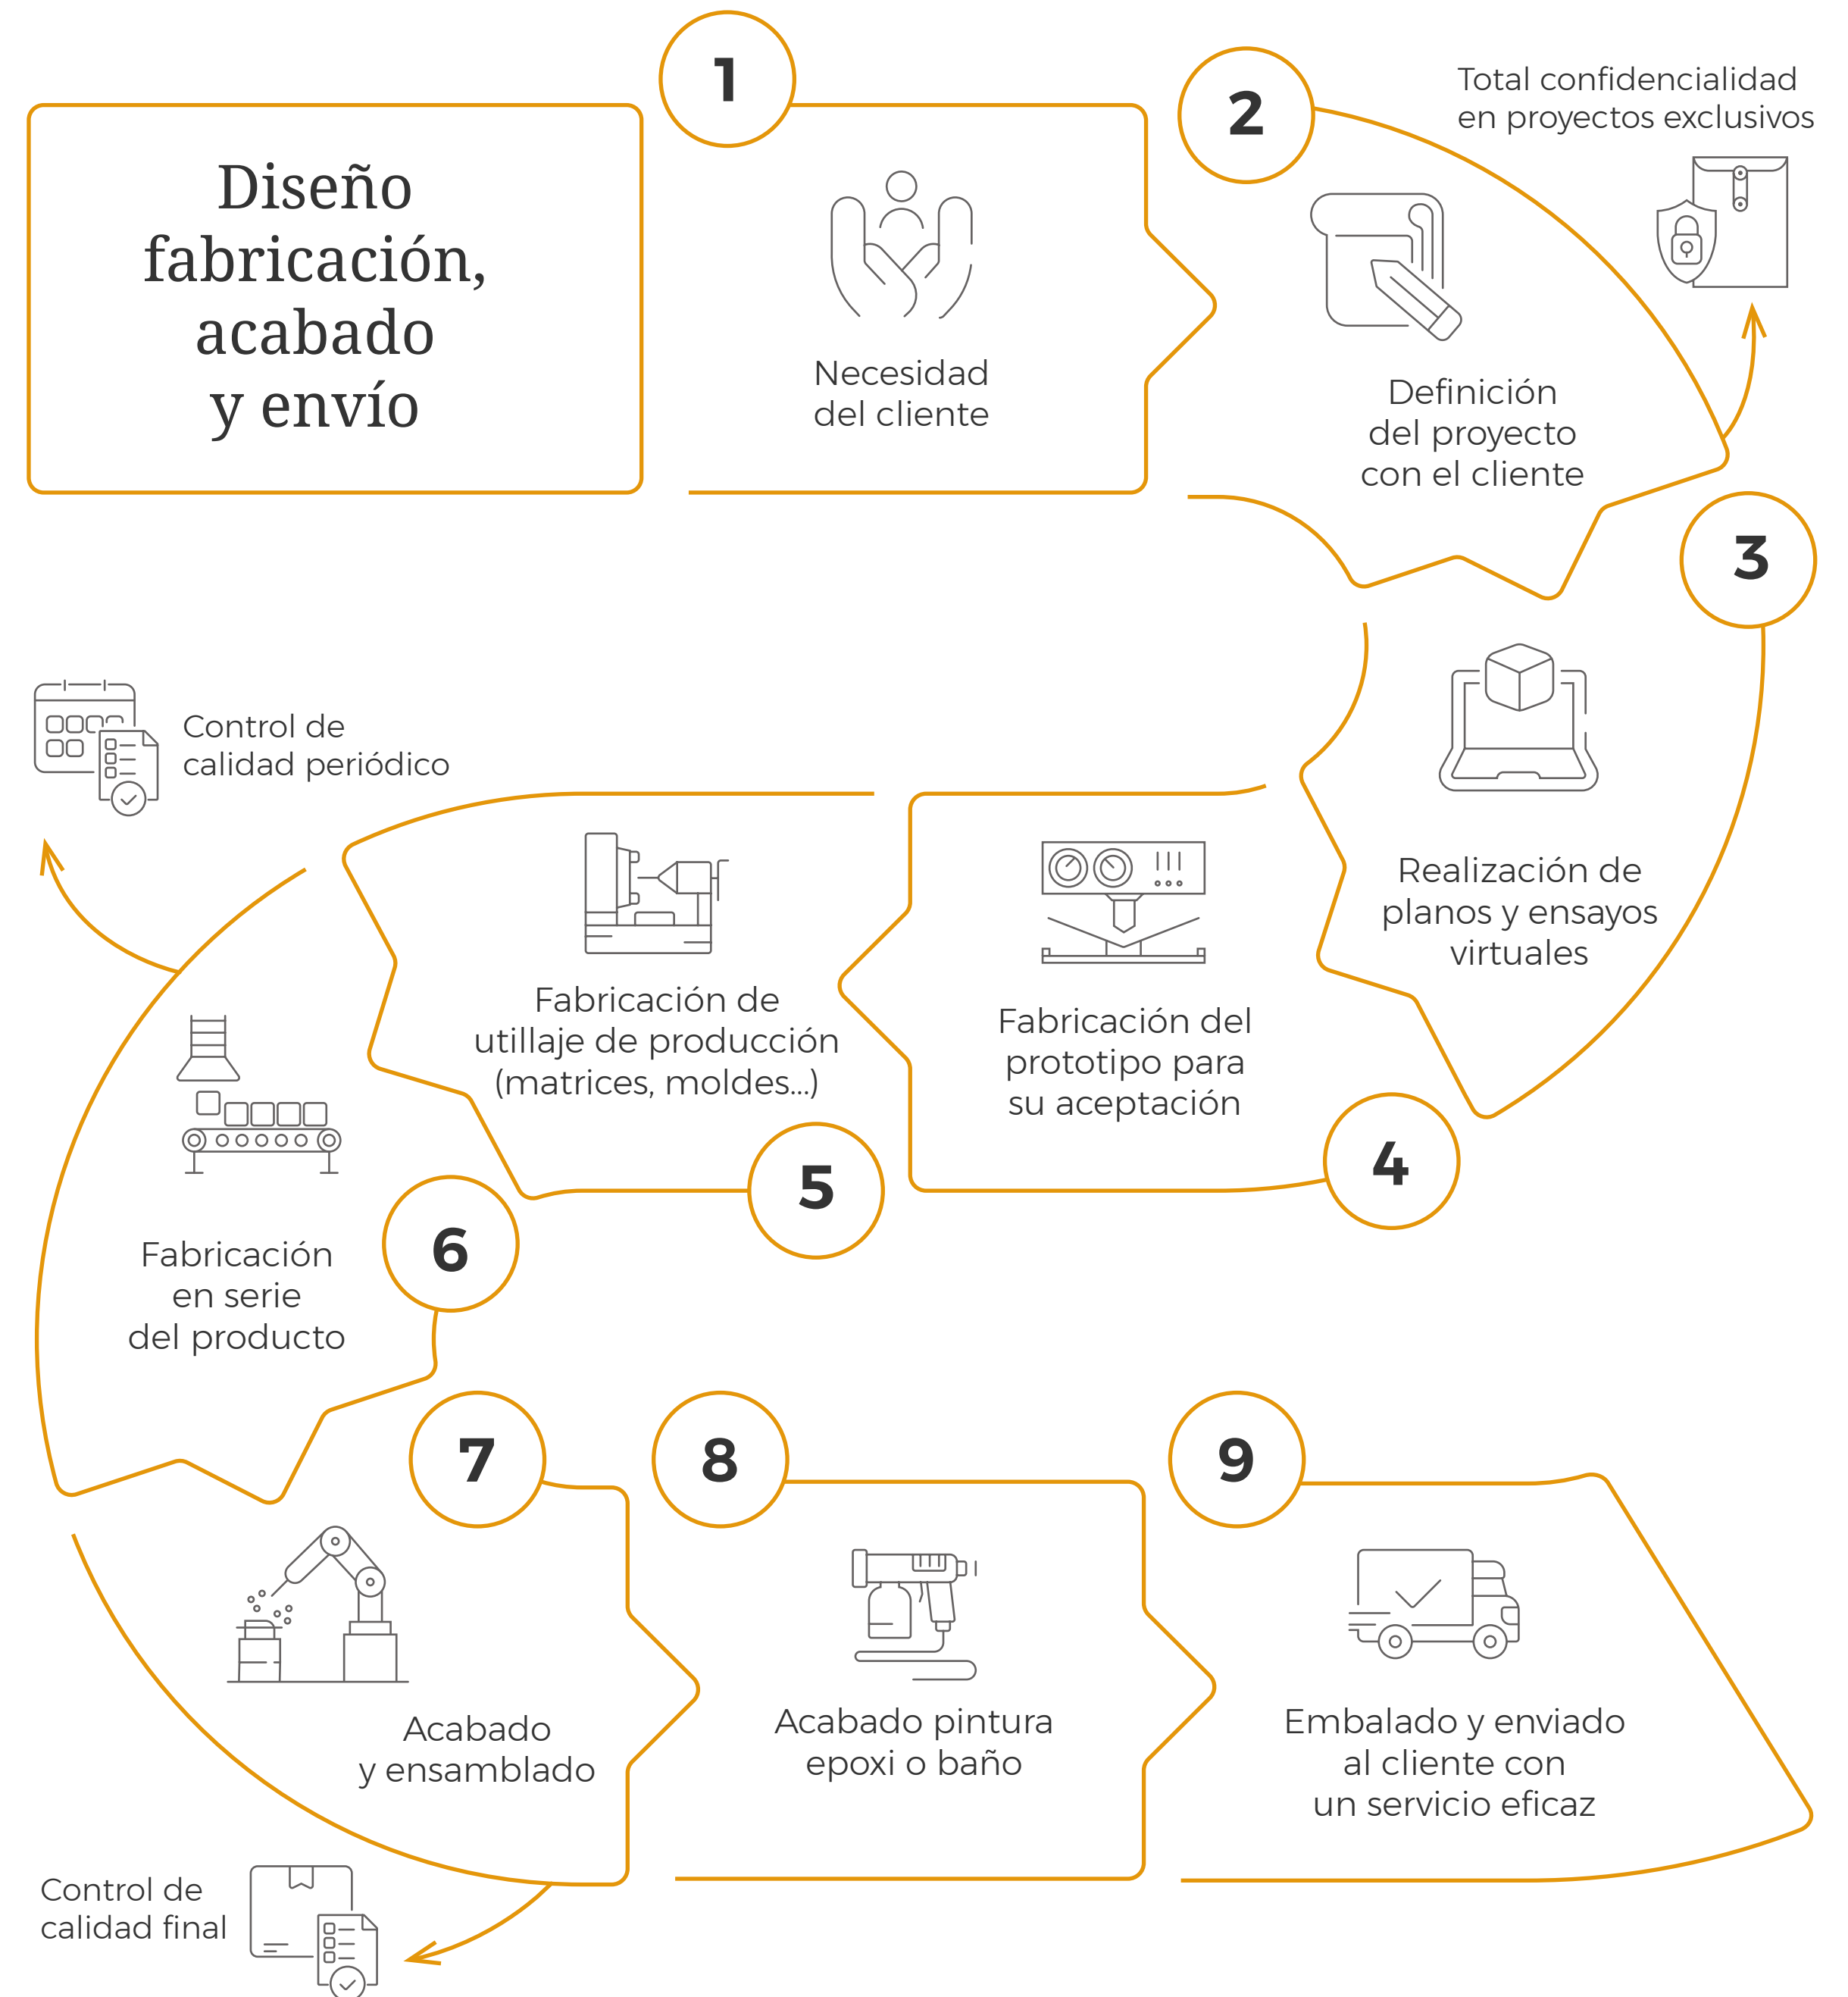 Diseño
fabricación,
acabado
y envío
1
Necesidad
del cliente
2
Definición
del proyecto
con el cliente
Total confidencialidad
en proyectos exclusivos
3
Realización de
planos y ensayos
virtuales
4
Fabricación del
prototipo para
su aceptación
5
Fabricación de
utillaje de producción
(matrices, moldes...)
6
Fabricación
en serie
del producto
Control de
calidad periódico
7
Acabado
y ensamblado
Control de
calidad final
8
Acabado pintura
epoxi o baño
9
Embalado y enviado
al cliente con
un servicio eficaz